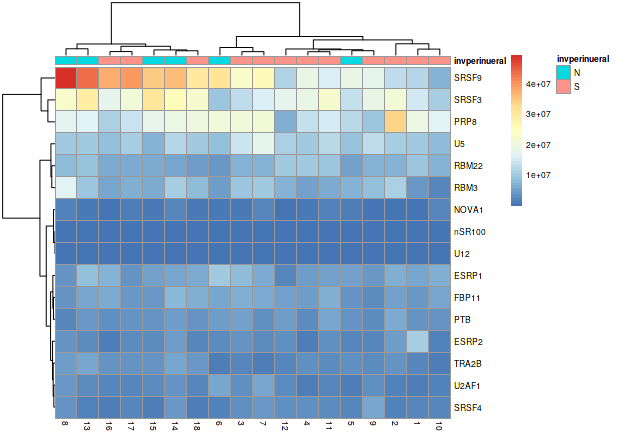 invperinueral
SRSF9
SRSF3
PRP8
U5
RBM22
RBM3
NOVA1
nSR100
U12
ESRP1
FBP11
PTB
ESRP2
TRA2B
U2AF1
SRSF4
8 13 16 17 15 14 18 6 3 7 12 4 11 5 9 2 1 10
4e+07
3e+07
2e+07
1e+07
invperinueral
N
S